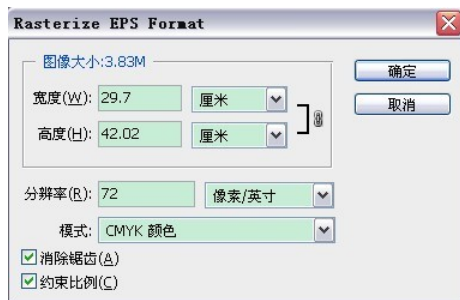 Rasterize EPS Format
图像大小:3.83M
确定
宽度(W): 29.7 厘米
取消
高度(H): 42.02 厘米
分辨率(R): 72 像素/英寸
模式: CMYK 颜色
消除锯齿(A)
约束比例(C)